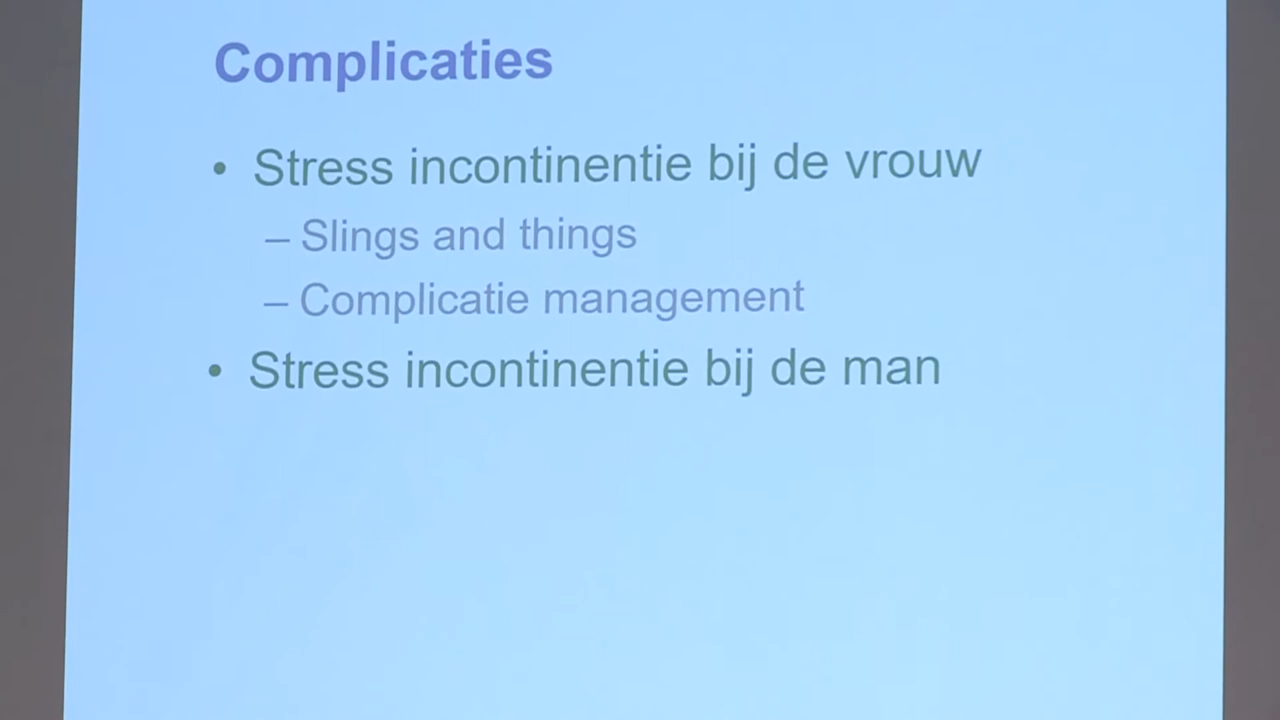 Complicaties
• Stress incontinentie bij de vrouw
– Slings and things
– Complicatie management
• Stress incontinentie bij de man